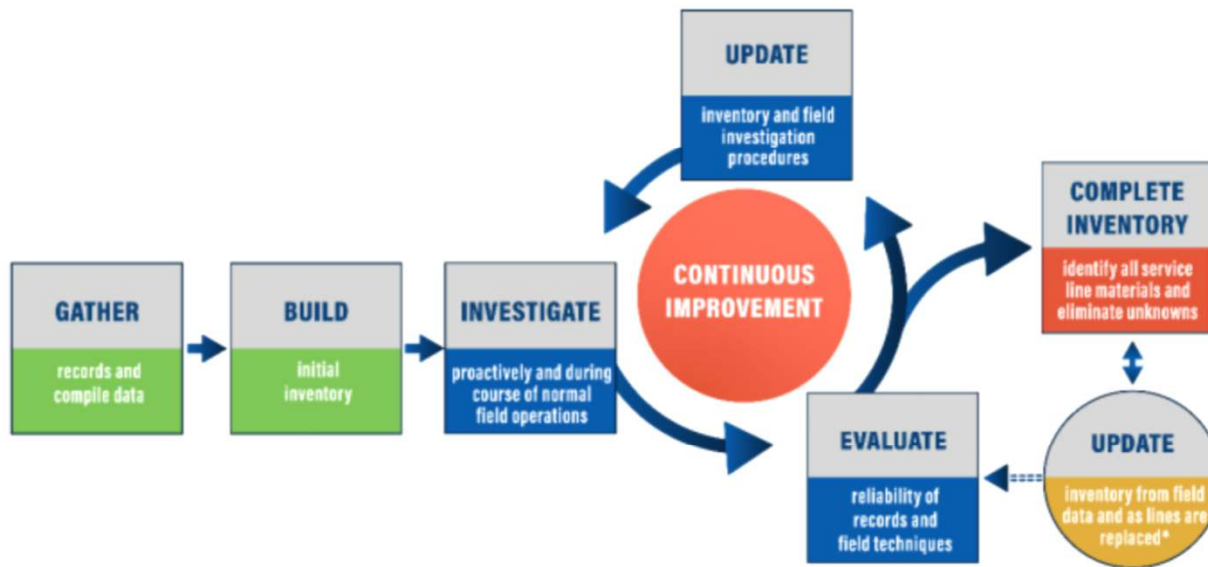 UPDATE
inventory and field
investigation
procedures
COMPLETE
INVENTORY
identify all service
line materials and
eliminate unknowns
CONTINUOUS
IMPROVEMENT
GATHER
records and
compile data
BUILD
initial
inventory
INVESTIGATE
proactively and during
course of normal
field operations
EVALUATE
reliability of
records and
field techniques
UPDATE
inventory from field
data and as lines are
replaced*